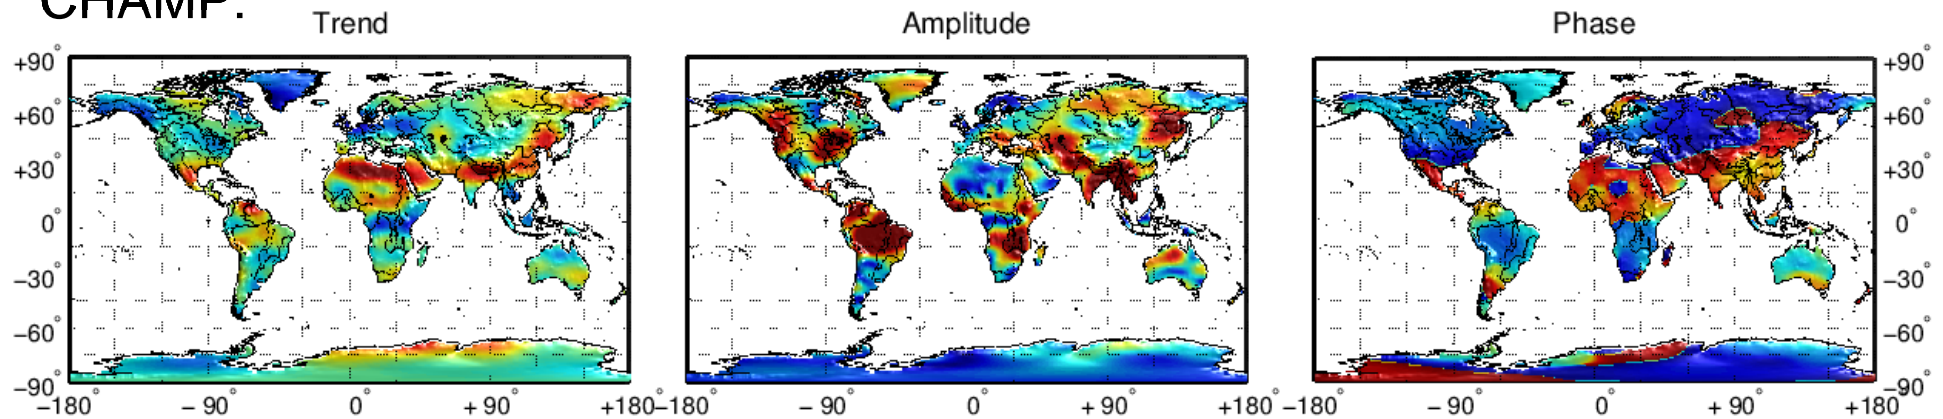 CHAMP:
Trend Amplitude Phase
+90° +90°
+60° +60°
+30° +30°
0° 0°
−30° −30°
−60° −60°
−90° −90°
−180° −90° 0° +90° +180° −180° −90° 0° +90° +180° −180° −90° 0° +90° +180°